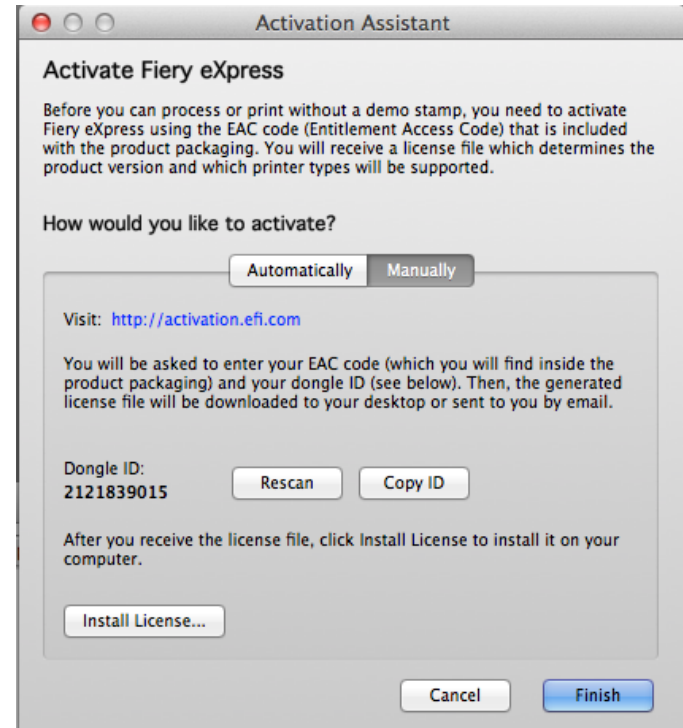 Activation Assistant
Activate Fiery eXpress
Before you can process or print without a demo stamp, you need to activate
Fiery eXpress using the EAC code (Entitlement Access Code) that is included
with the product packaging. You will receive a license file which determines the
product version and which printer types will be supported.
How would you like to activate?
Automatically Manually
Visit: http://activation.efi.com
You will be asked to enter your EAC code (which you will find inside the
product packaging) and your dongle ID (see below). Then, the generated
license file will be downloaded to your desktop or sent to you by email.
Dongle ID:
2121839015
Rescan Copy ID
After you receive the license file, click Install License to install it on your
computer.
Install License...
Cancel Finish